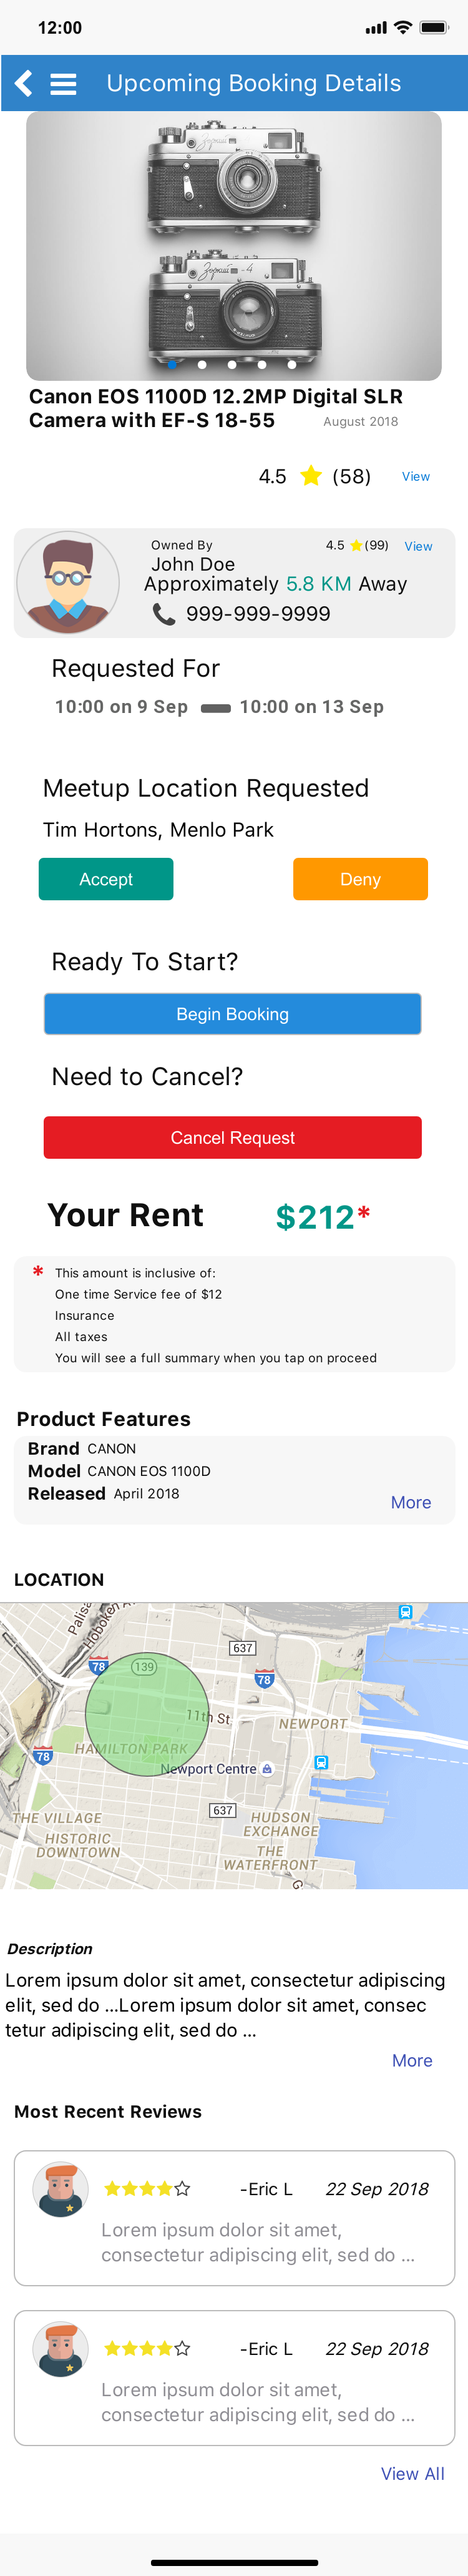 12:00
Upcoming Booking Details
Зоркий
Зоркий -4
Canon EOS 1100D 12.2MP Digital SLR
Camera with EF-S 18-55
August 2018
4.5 (58) View
Owned By 4.5 (99) View
John Doe
Approximately 5.8 KM Away
999-999-9999
Requested For
10:00 on 9 Sep 10:00 on 13 Sep
Meetup Location Requested
Tim Hortons, Menlo Park
Accept Deny
Ready To Start?
Begin Booking
Need to Cancel?
Cancel Request
Your Rent $212*
* This amount is inclusive of:
One time Service fee of $12
Insurance
All taxes
You will see a full summary when you tap on proceed
Product Features
Brand CANON
Model CANON EOS 1100D
Released April 2018
More
LOCATION
Palisa
Hoboken A
637
78
139
78
11th St
NEWPORT
78
HAMILTON PARK
Newport Centre
637
THE VILLAGE
HUDSON
EXCHANGE
HISTORIC
DOWNTOWN
THE
WATERFRONT
G
Description
Lorem ipsum dolor sit amet, consectetur adipiscing
elit, sed do ...Lorem ipsum dolor sit amet, consec
tetur adipiscing elit, sed do ...
More
Most Recent Reviews
-Eric L 22 Sep 2018
Lorem ipsum dolor sit amet,
consectetur adipiscing elit, sed do ...
-Eric L 22 Sep 2018
Lorem ipsum dolor sit amet,
consectetur adipiscing elit, sed do ...
View All